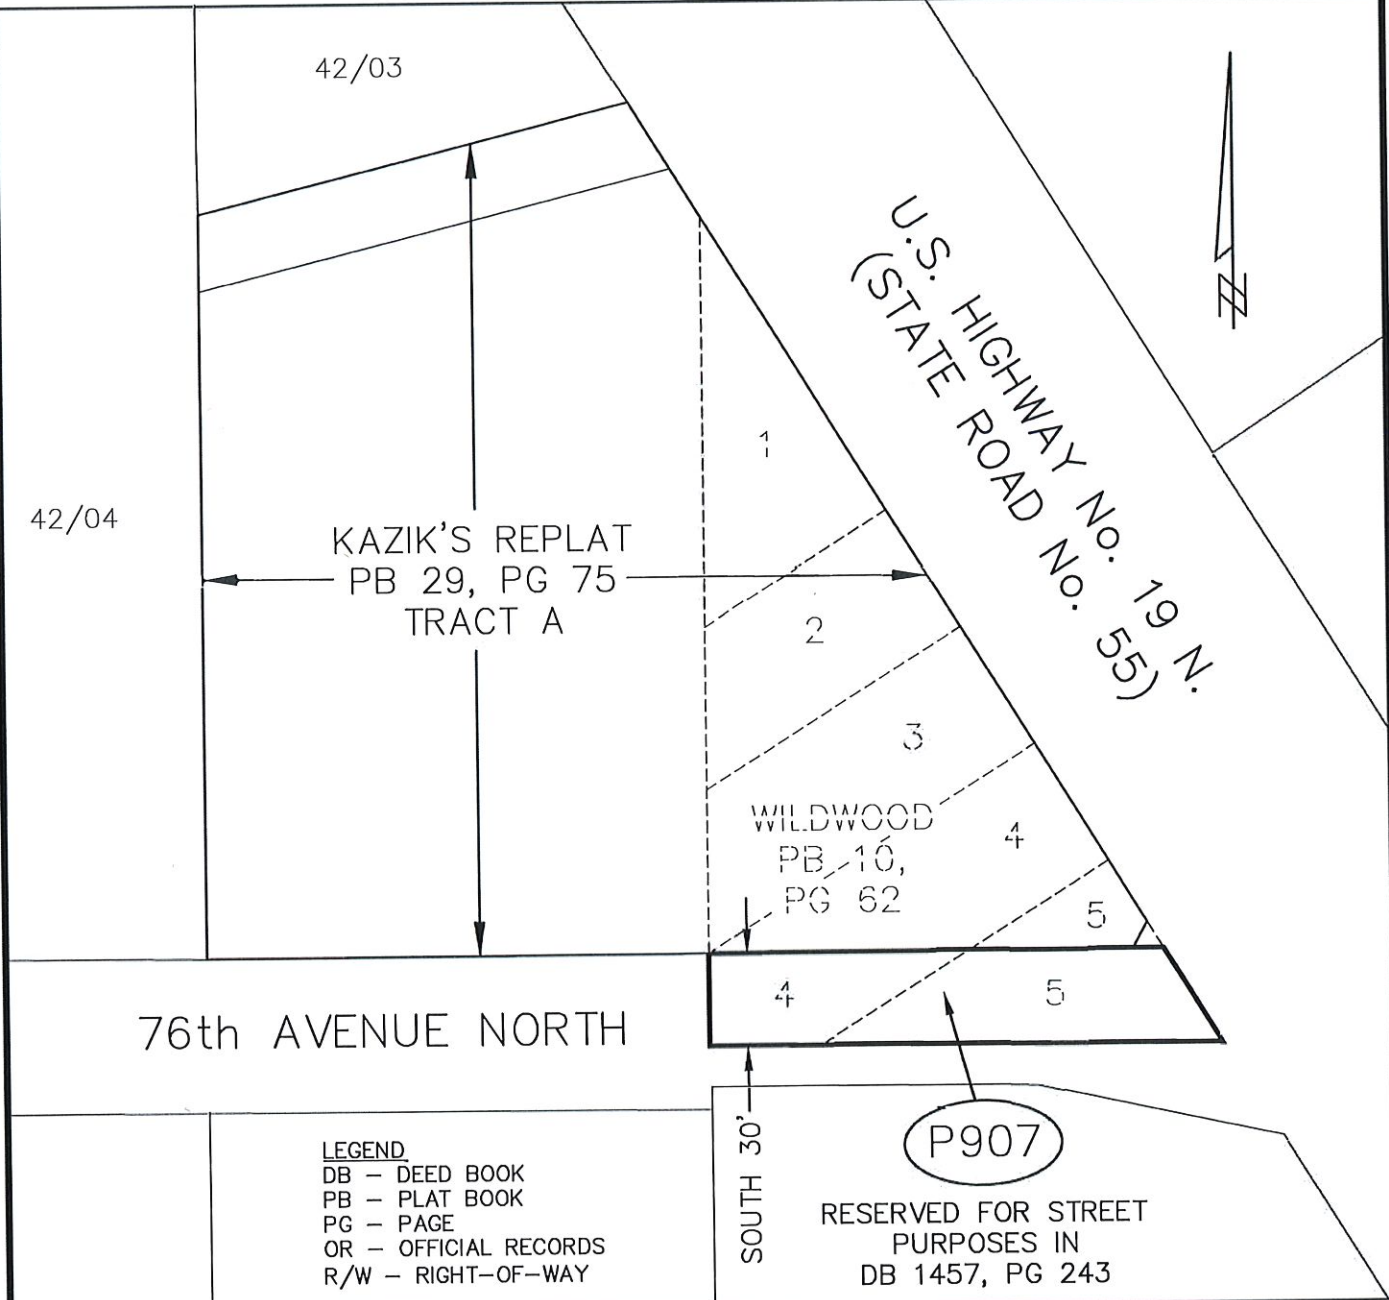 42/03
U.S. HIGHWAY No. 19 N.
(STATE ROAD No. 55)
N
1
42/04
KAZIK'S REPLAT
PB 29, PG 75
TRACT A
2
3
WILDWOOD
PB 10,
PG 62
4
5
4
5
76th AVENUE NORTH
SOUTH 30'
P907
RESERVED FOR STREET
PURPOSES IN
DB 1457, PG 243
LEGEND
DB – DEED BOOK
PB – PLAT BOOK
PG – PAGE
OR – OFFICIAL RECORDS
R/W – RIGHT-OF-WAY